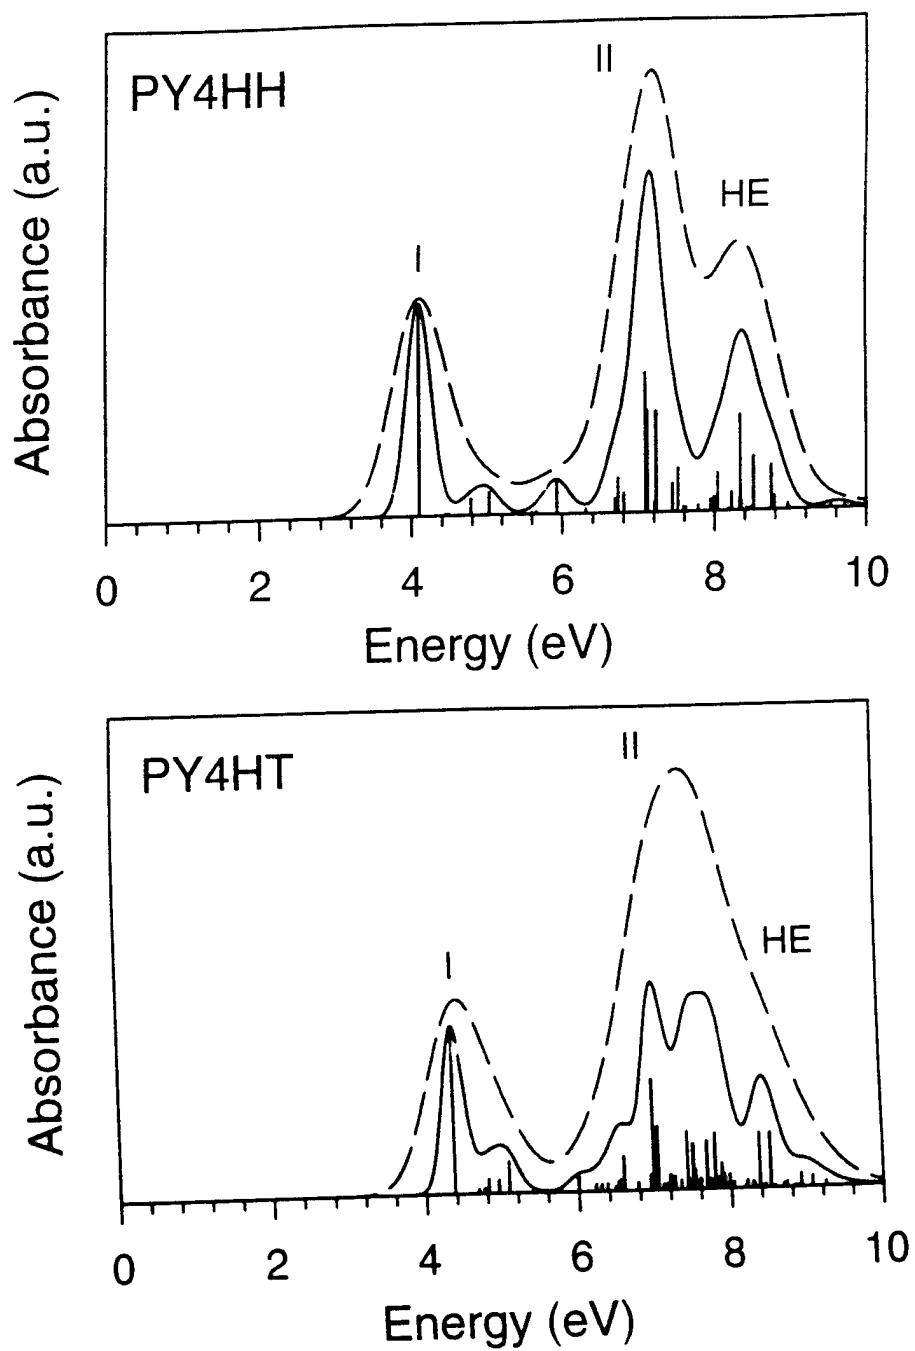 II
PY4HH
Absorbance (a.u.)
HE
I
0 2 4 6 8 10
Energy (eV)
II
PY4HT
Absorbance (a.u.)
HE
I
0 2 4 6 8 10
Energy (eV)